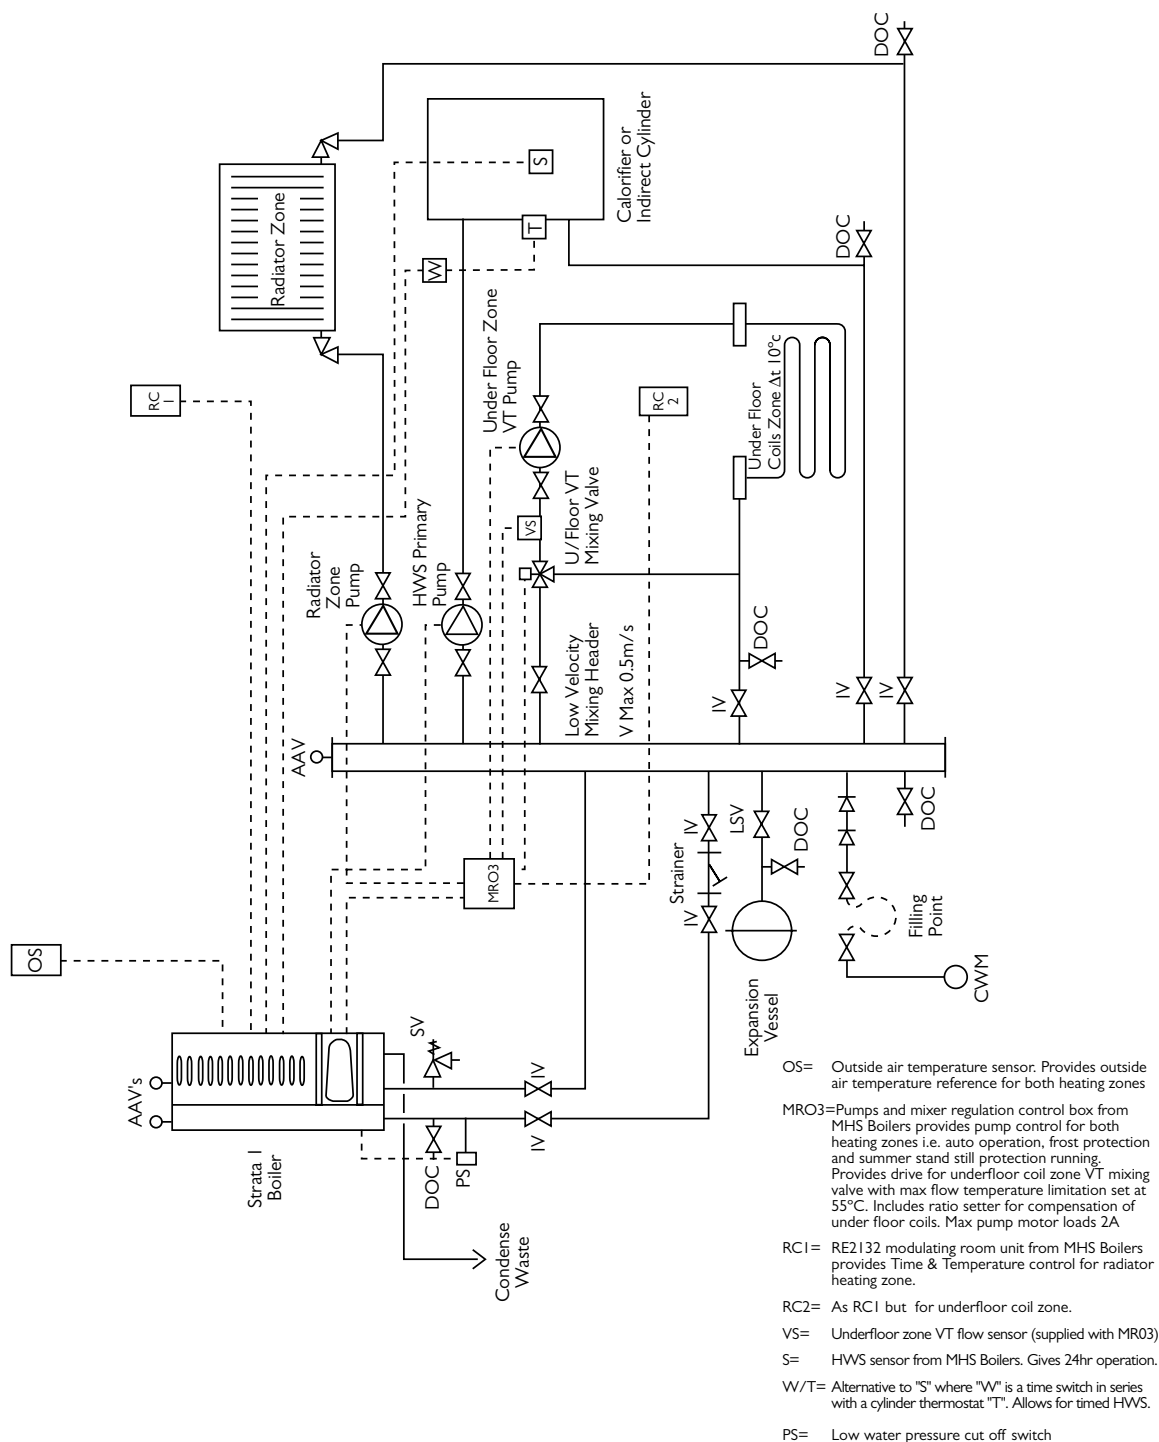 DOC
Calorifier or
Indirect Cylinder
S
T
Radiator Zone
W
DOC
Under Floor Zone
VT Pump
RC
1
RC
2
Under Floor
Coils Zone Δt 10°c
VS
U/Floor VT
Mixing Valve
Radiator
Zone
Pump
HWS Primary
Pump
DOC
Low Velocity
Mixing Header
V Max 0.5m/s
IV
IV
IV
AAV
DOC
LSV
IV
DOC
Strainer
MRO3
IV
Filling
Point
OS
CWM
Expansion
Vessel
SV
IV
AAV's
IV
Strata 1
Boiler
DOC
PS
Condense
Waste
OS= Outside air temperature sensor. Provides outside
air temperature reference for both heating zones
MRO3=Pumps and mixer regulation control box from
MHS Boilers provides pump control for both
heating zones i.e. auto operation, frost protection
and summer stand still protection running.
Provides drive for underfloor coil zone VT mixing
valve with max flow temperature limitation set at
55°C. Includes ratio setter for compensation of
under floor coils. Max pump motor loads 2A
RC1= RE2132 modulating room unit from MHS Boilers
provides Time & Temperature control for radiator
heating zone.
RC2= As RC1 but for underfloor coil zone.
VS= Underfloor zone VT flow sensor (supplied with MR03)
S= HWS sensor from MHS Boilers. Gives 24hr operation.
W/T= Alternative to "S" where "W" is a time switch in series
with a cylinder thermostat "T". Allows for timed HWS.
PS= Low water pressure cut off switch